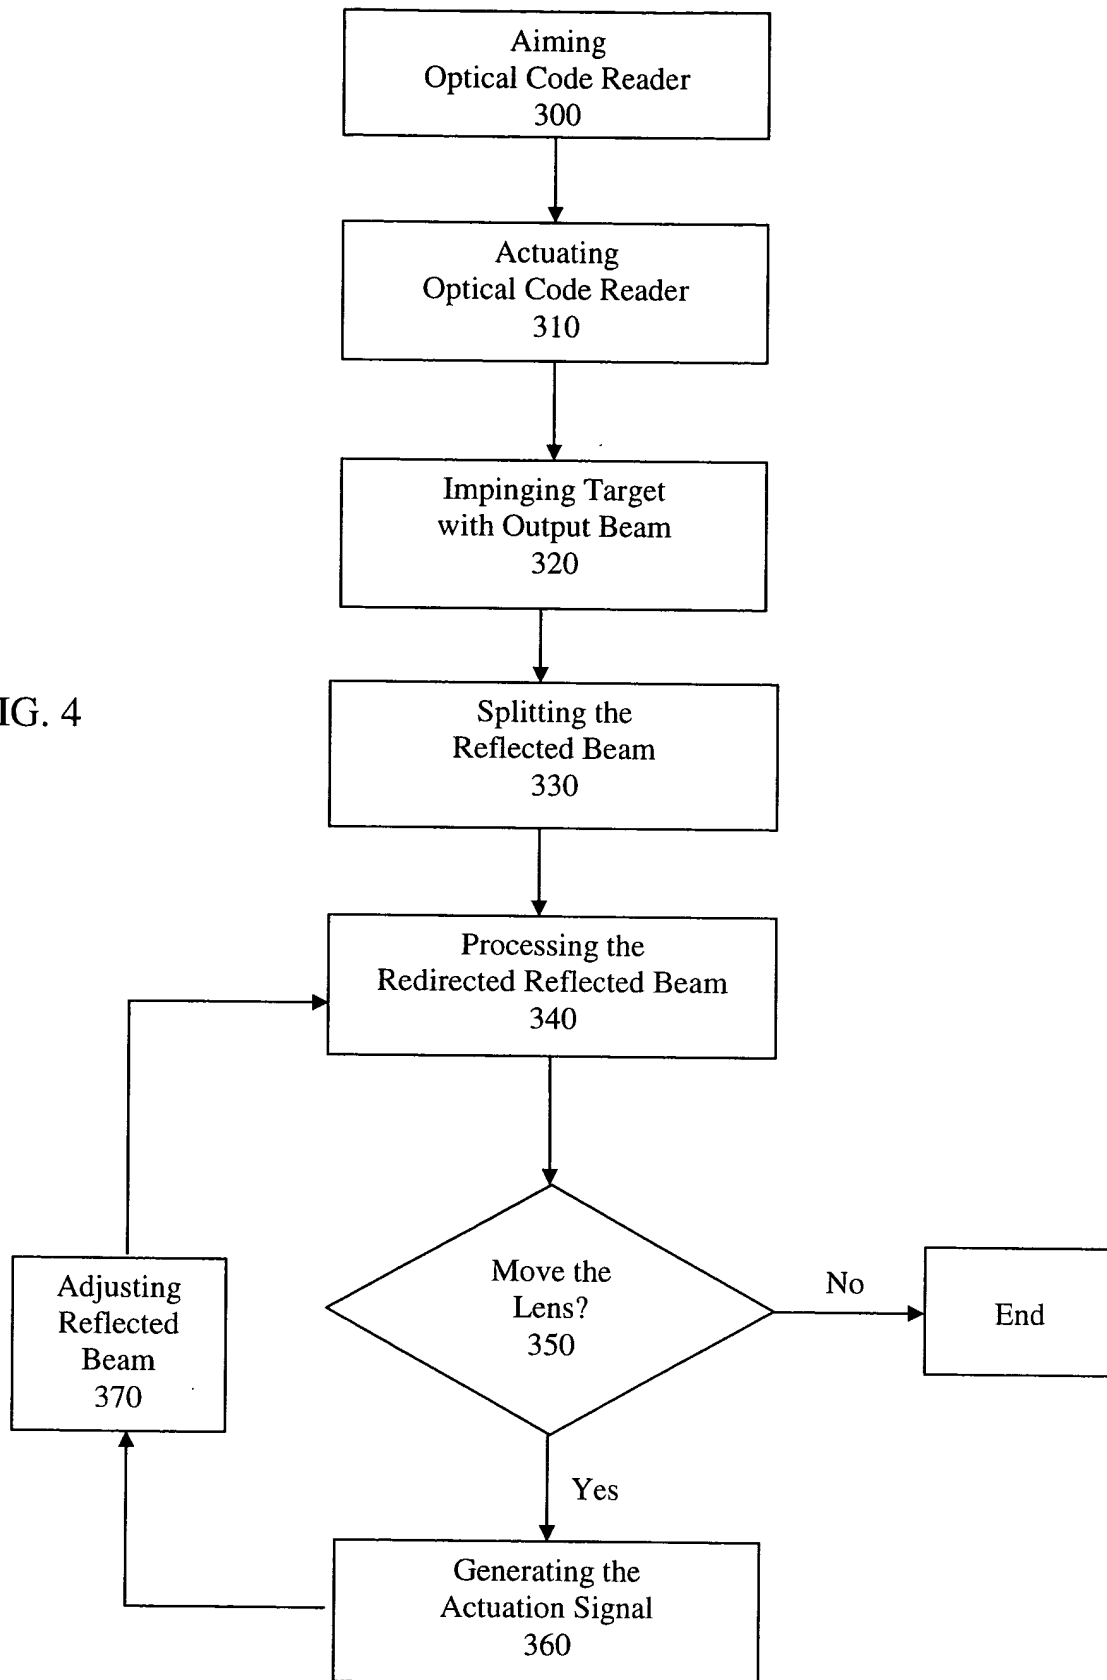 Aiming
Optical Code Reader
300
Actuating
Optical Code Reader
310
Impinging Target
with Output Beam
320
IG. 4
Splitting the
Reflected Beam
330
Processing the
Redirected Reflected Beam
340
Move the
Lens?
350
No
End
Adjusting
Reflected
Beam
370
Yes
Generating the
Actuation Signal
360